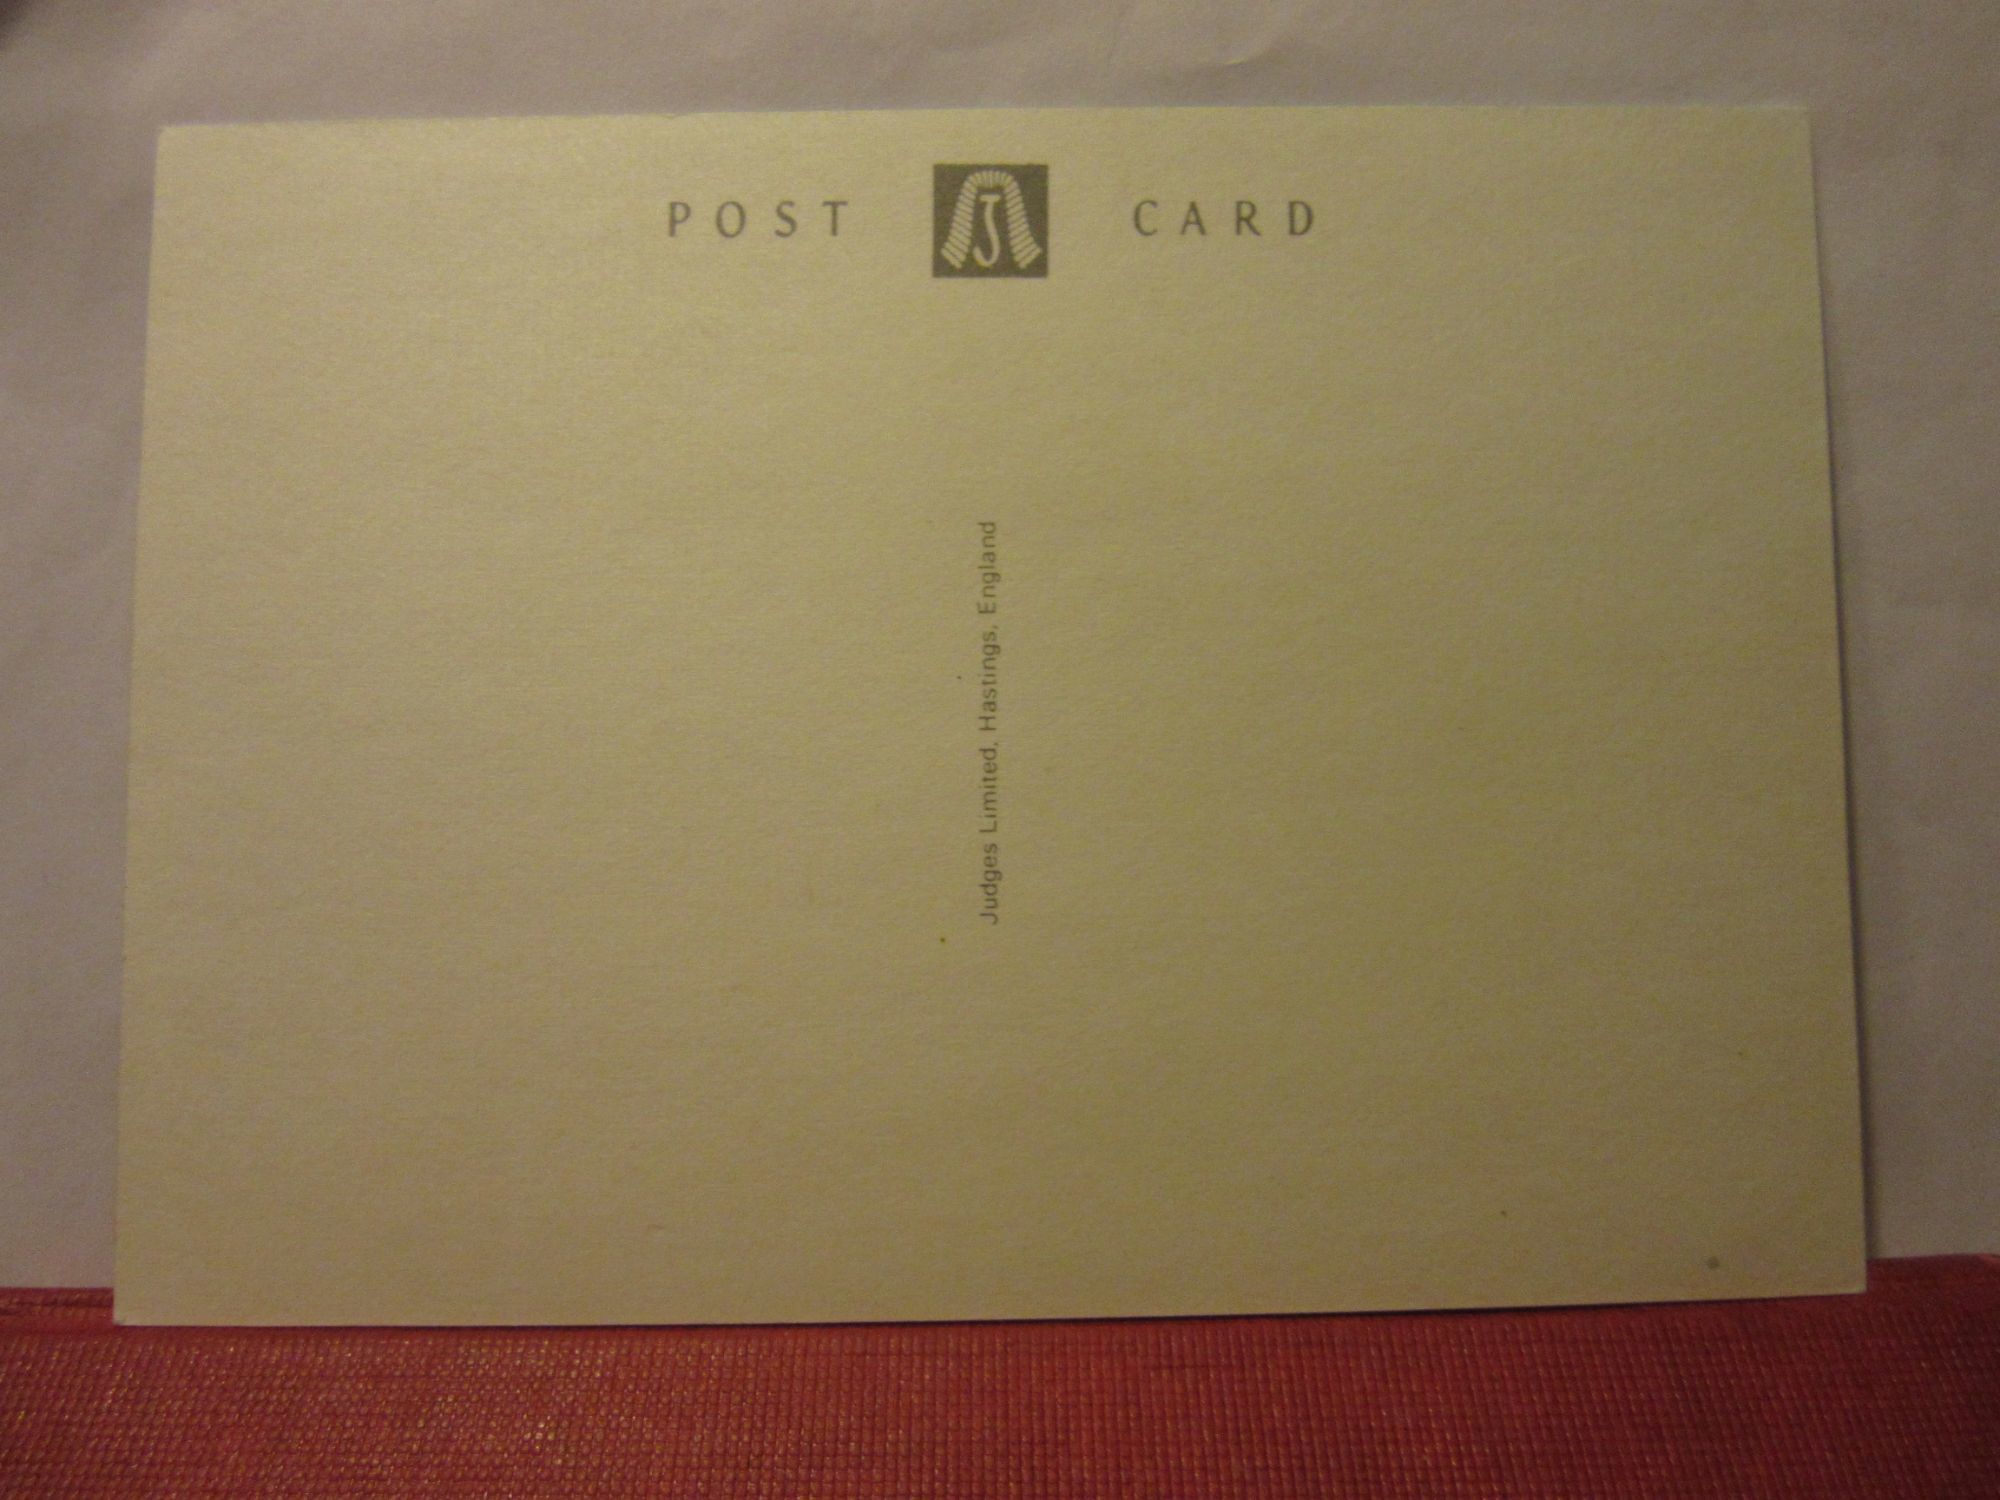 POST J CARD
Judges Limited, Hastings, England